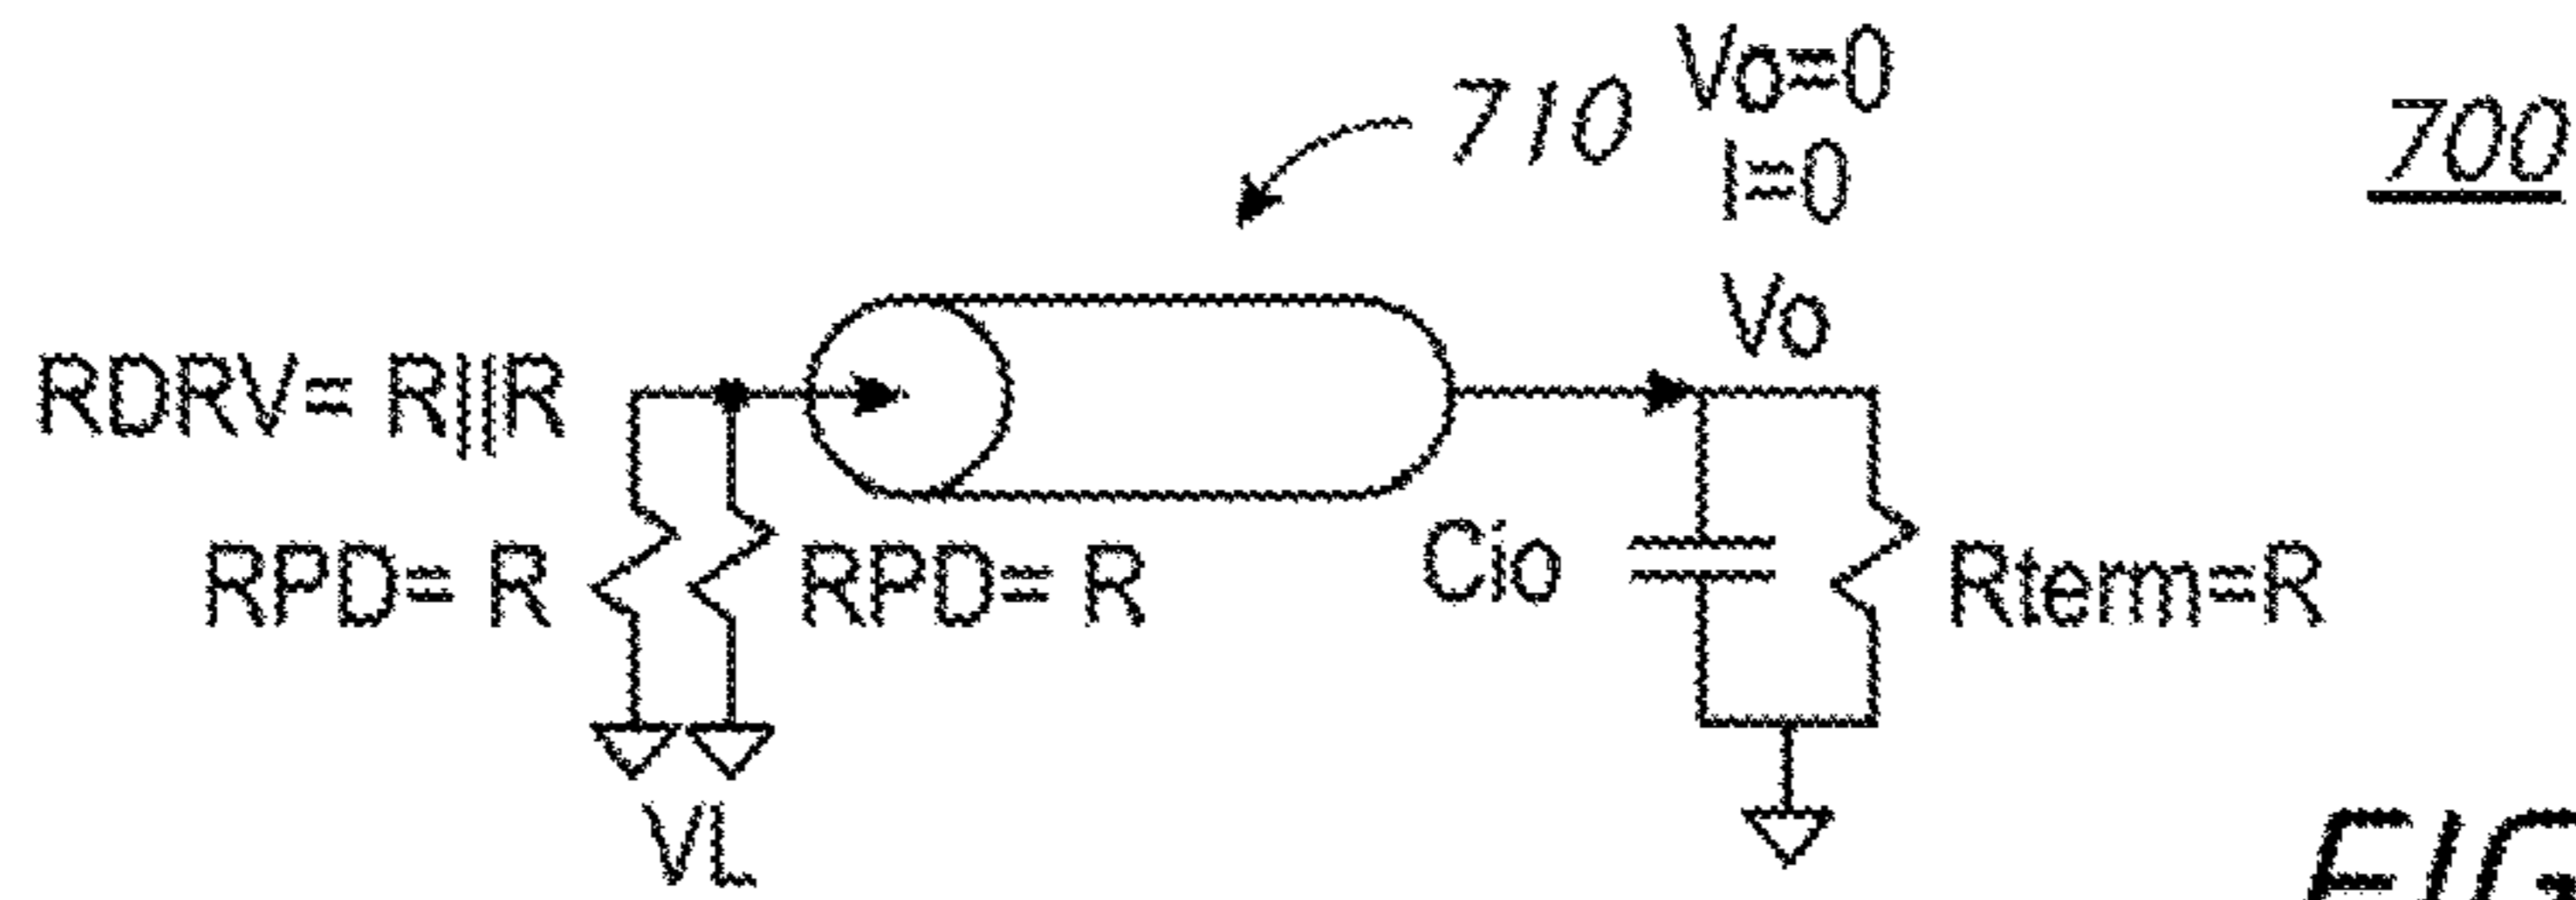 710
Vo=0
I=0
Vo
700
RDRV= R||R
RPD= R
RPD= R
Cio
Rterm=R
VL